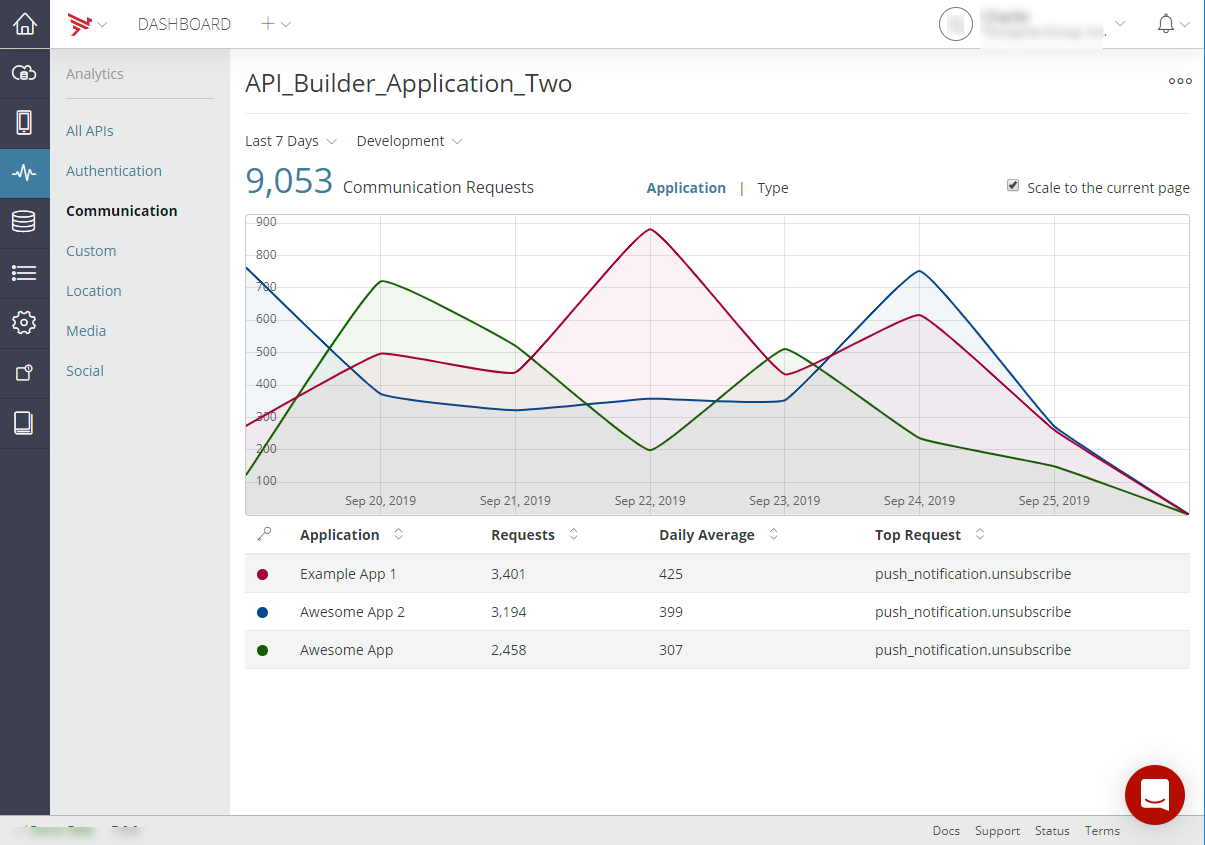 DASHBOARD
Analytics
All APIs
Authentication
Communication
Custom
Location
Media
Social
API_Builder_Application_Two
Last 7 Days Development
9,053 Communication Requests
Application | Type
Scale to the current page
900
800
700
600
500
400
300
200
100
Sep 20, 2019 Sep 21, 2019 Sep 22, 2019 Sep 23, 2019 Sep 24, 2019 Sep 25, 2019
Application Requests Daily Average Top Request
Example App 1 3,401 425 push_notification.unsubscribe
Awesome App 2 3,194 399 push_notification.unsubscribe
Awesome App 2,458 307 push_notification.unsubscribe
Docs Support Status Terms